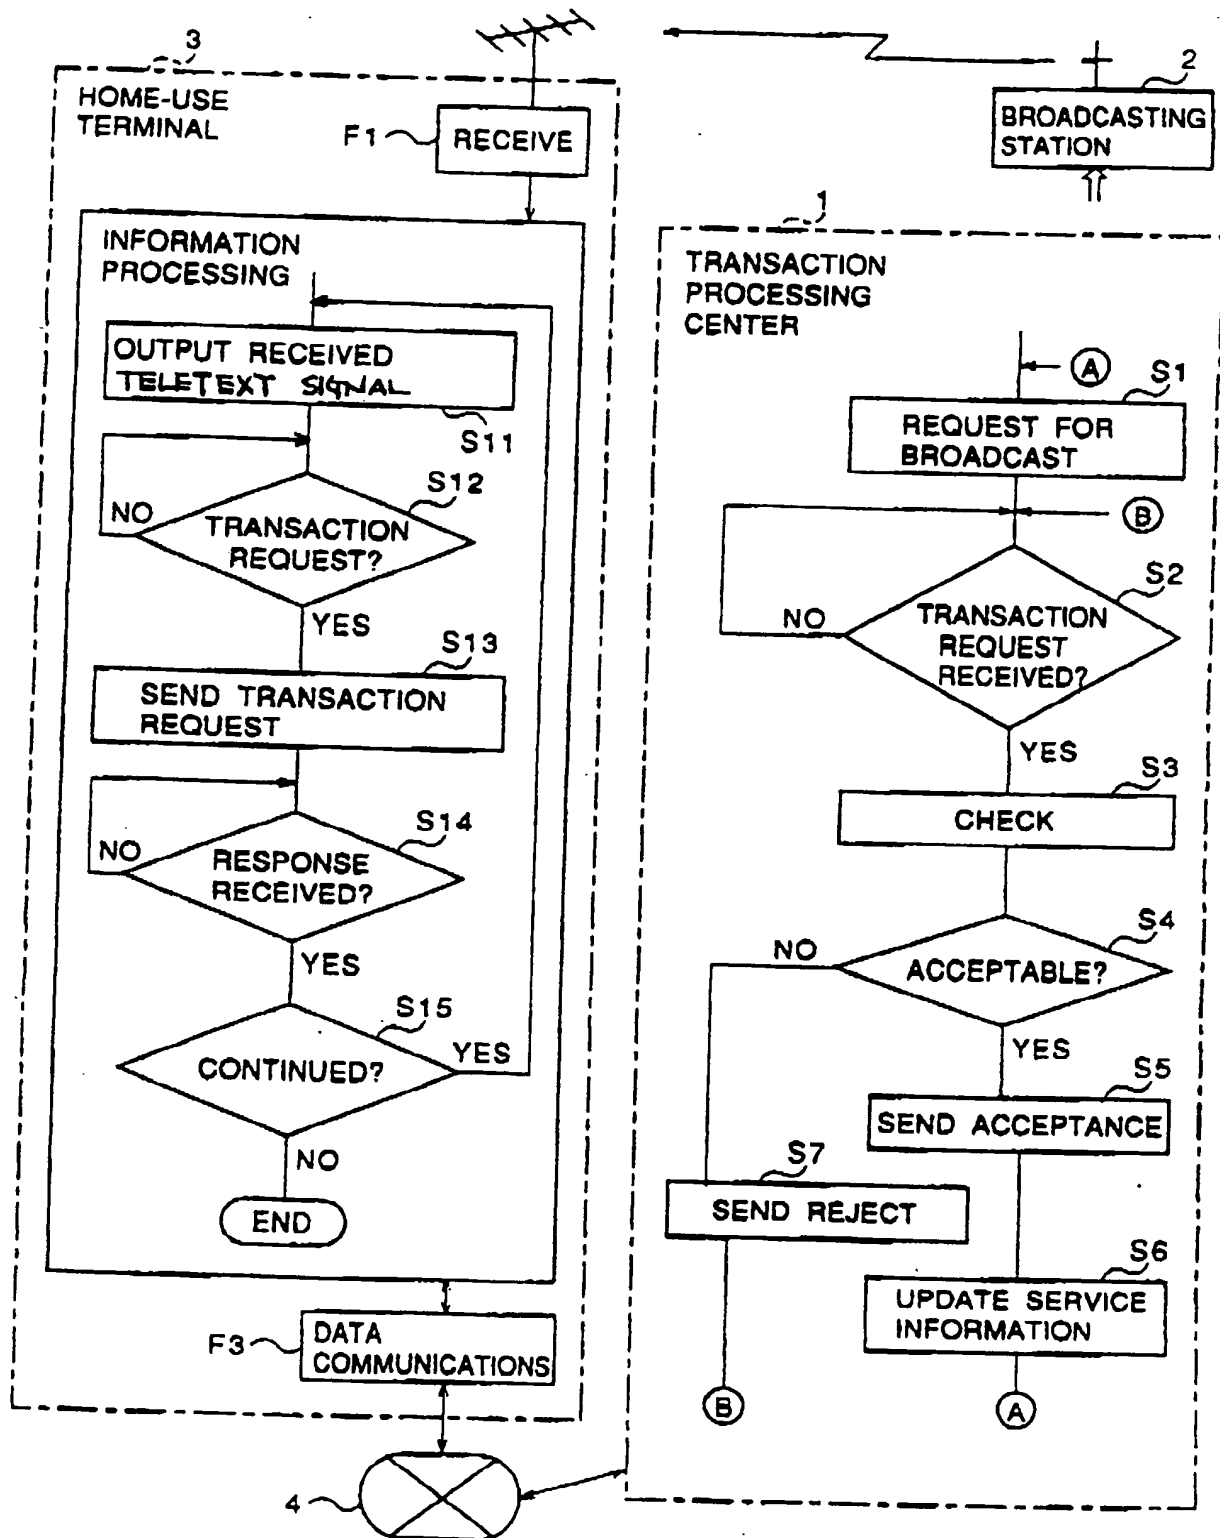 3
HOME-USE
TERMINAL
F1
RECEIVE
2
BROADCASTING
STATION
INFORMATION
PROCESSING
OUTPUT RECEIVED
TELETEXT SIGNAL
S11
S12
NO
TRANSACTION
REQUEST?
YES
S13
SEND TRANSACTION
REQUEST
S14
NO
RESPONSE
RECEIVED?
YES
S15
CONTINUED?
YES
NO
END
F3
DATA
COMMUNICATIONS
4
1
TRANSACTION
PROCESSING
CENTER
A
S1
REQUEST FOR
BROADCAST
B
S2
NO
TRANSACTION
REQUEST
RECEIVED?
YES
S3
CHECK
S4
NO
ACCEPTABLE?
YES
S5
SEND ACCEPTANCE
S7
SEND REJECT
S6
UPDATE SERVICE
INFORMATION
B
A